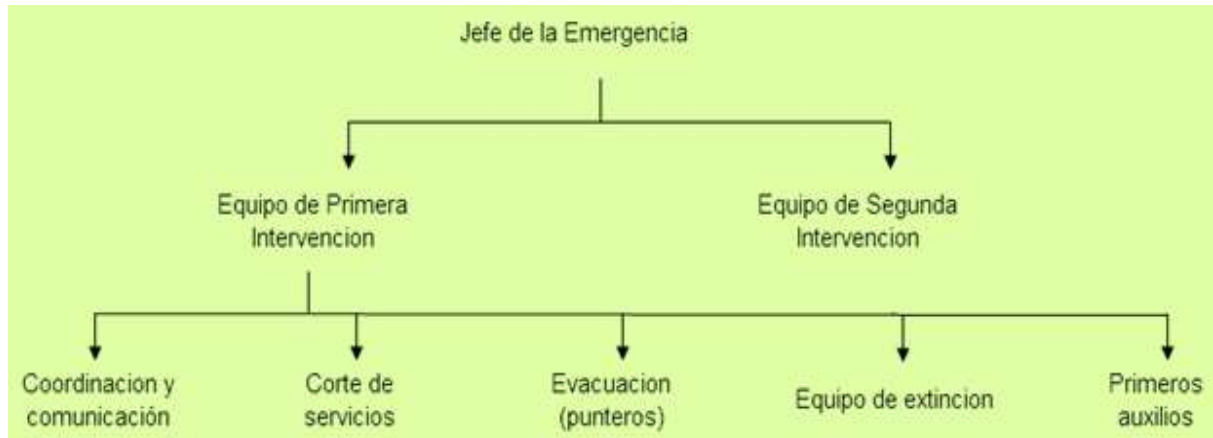 Jefe de la Emergencia
Equipo de Primera
Intervencion
Equipo de Segunda
Intervencion
Coordinacion y
comunicación
Corte de
servicios
Evacuacion
(punteros)
Equipo de extincion
Primeros
auxilios